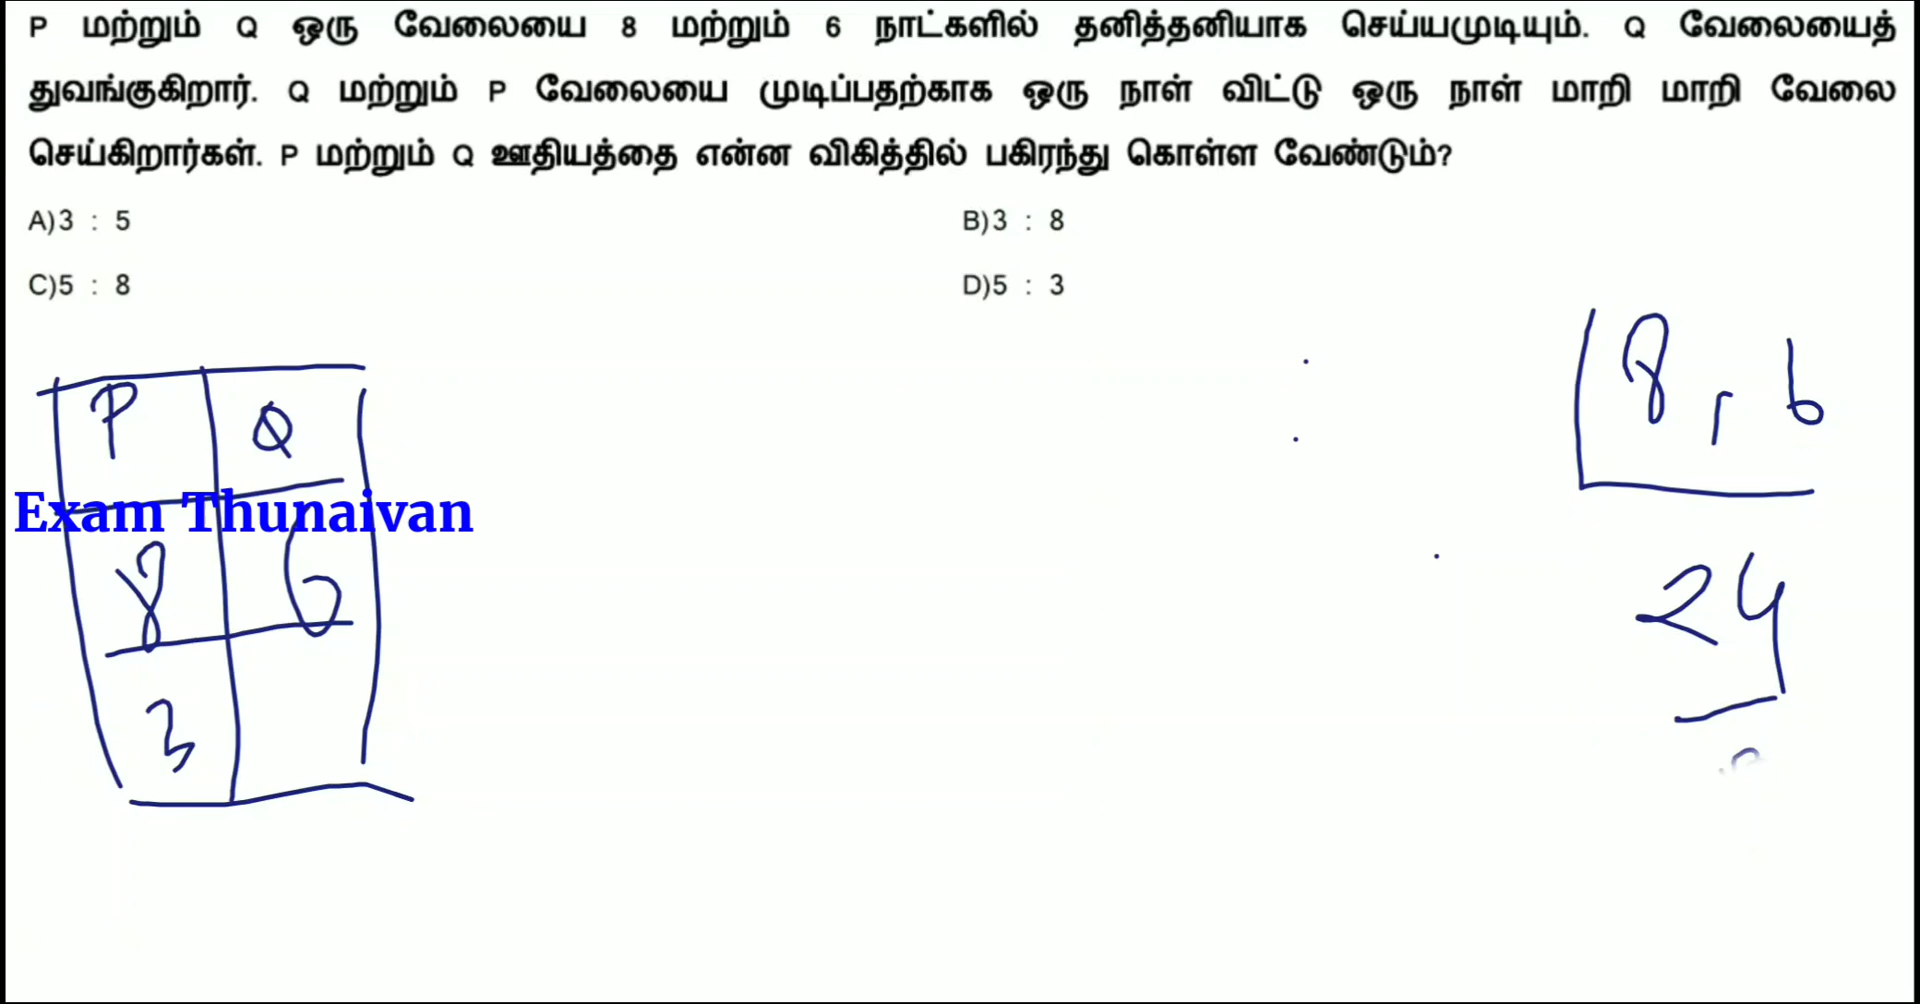 P மற்றும் Q ஒரு வேலையை 8 மற்றும் 6 நாட்களில் தனித்தனியாக செய்யமுடியும். Q வேலையைத்
துவங்குகிறார். Q மற்றும் P வேலையை முடிப்பதற்காக ஒரு நாள் விட்டு ஒரு நாள் மாறி மாறி வேலை
செய்கிறார்கள். P மற்றும் Q ஊதியத்தை என்ன விகித்தில் பகிரந்து கொள்ள வேண்டும்?
A)3 : 5 B)3 : 8
C)5 : 8 D)5 : 3
8, 6
P Q
Exam Thunaivan
8 6
24
3